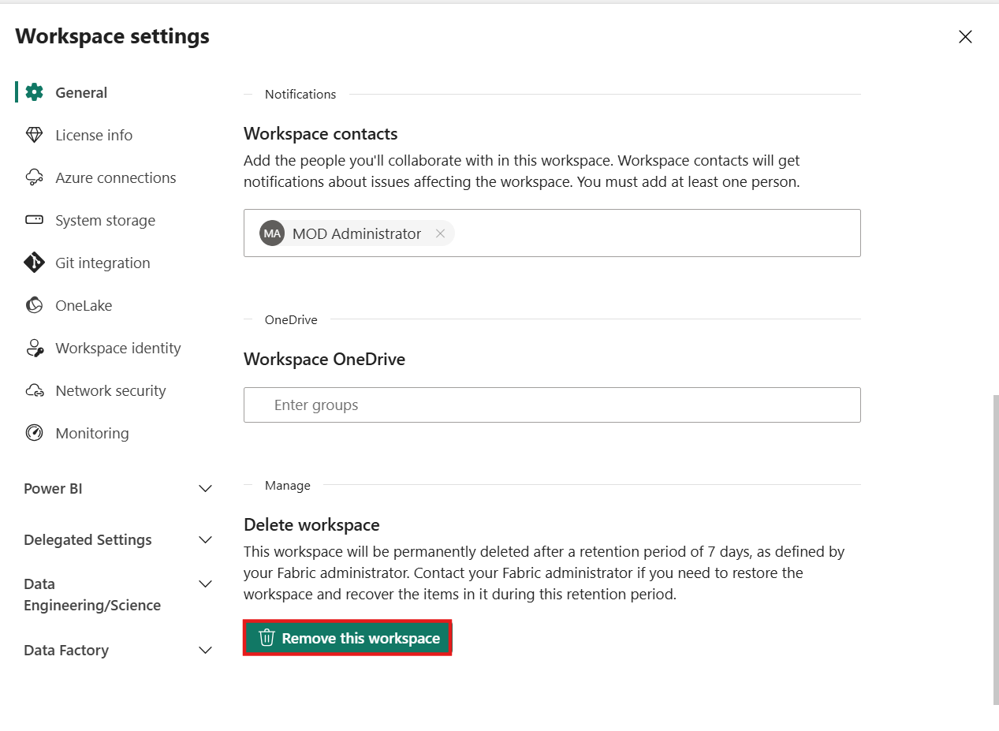 Workspace settings
General
License info
Azure connections
System storage
Git integration
OneLake
Workspace identity
Network security
Monitoring
Power BI
Delegated Settings
Data
Engineering/Science
Data Factory
Notifications
Workspace contacts
Add the people you'll collaborate with in this workspace. Workspace contacts will get
notifications about issues affecting the workspace. You must add at least one person.
MA MOD Administrator
OneDrive
Workspace OneDrive
Enter groups
Manage
Delete workspace
This workspace will be permanently deleted after a retention period of 7 days, as defined by
your Fabric administrator. Contact your Fabric administrator if you need to restore the
workspace and recover the items in it during this retention period.
Remove this workspace